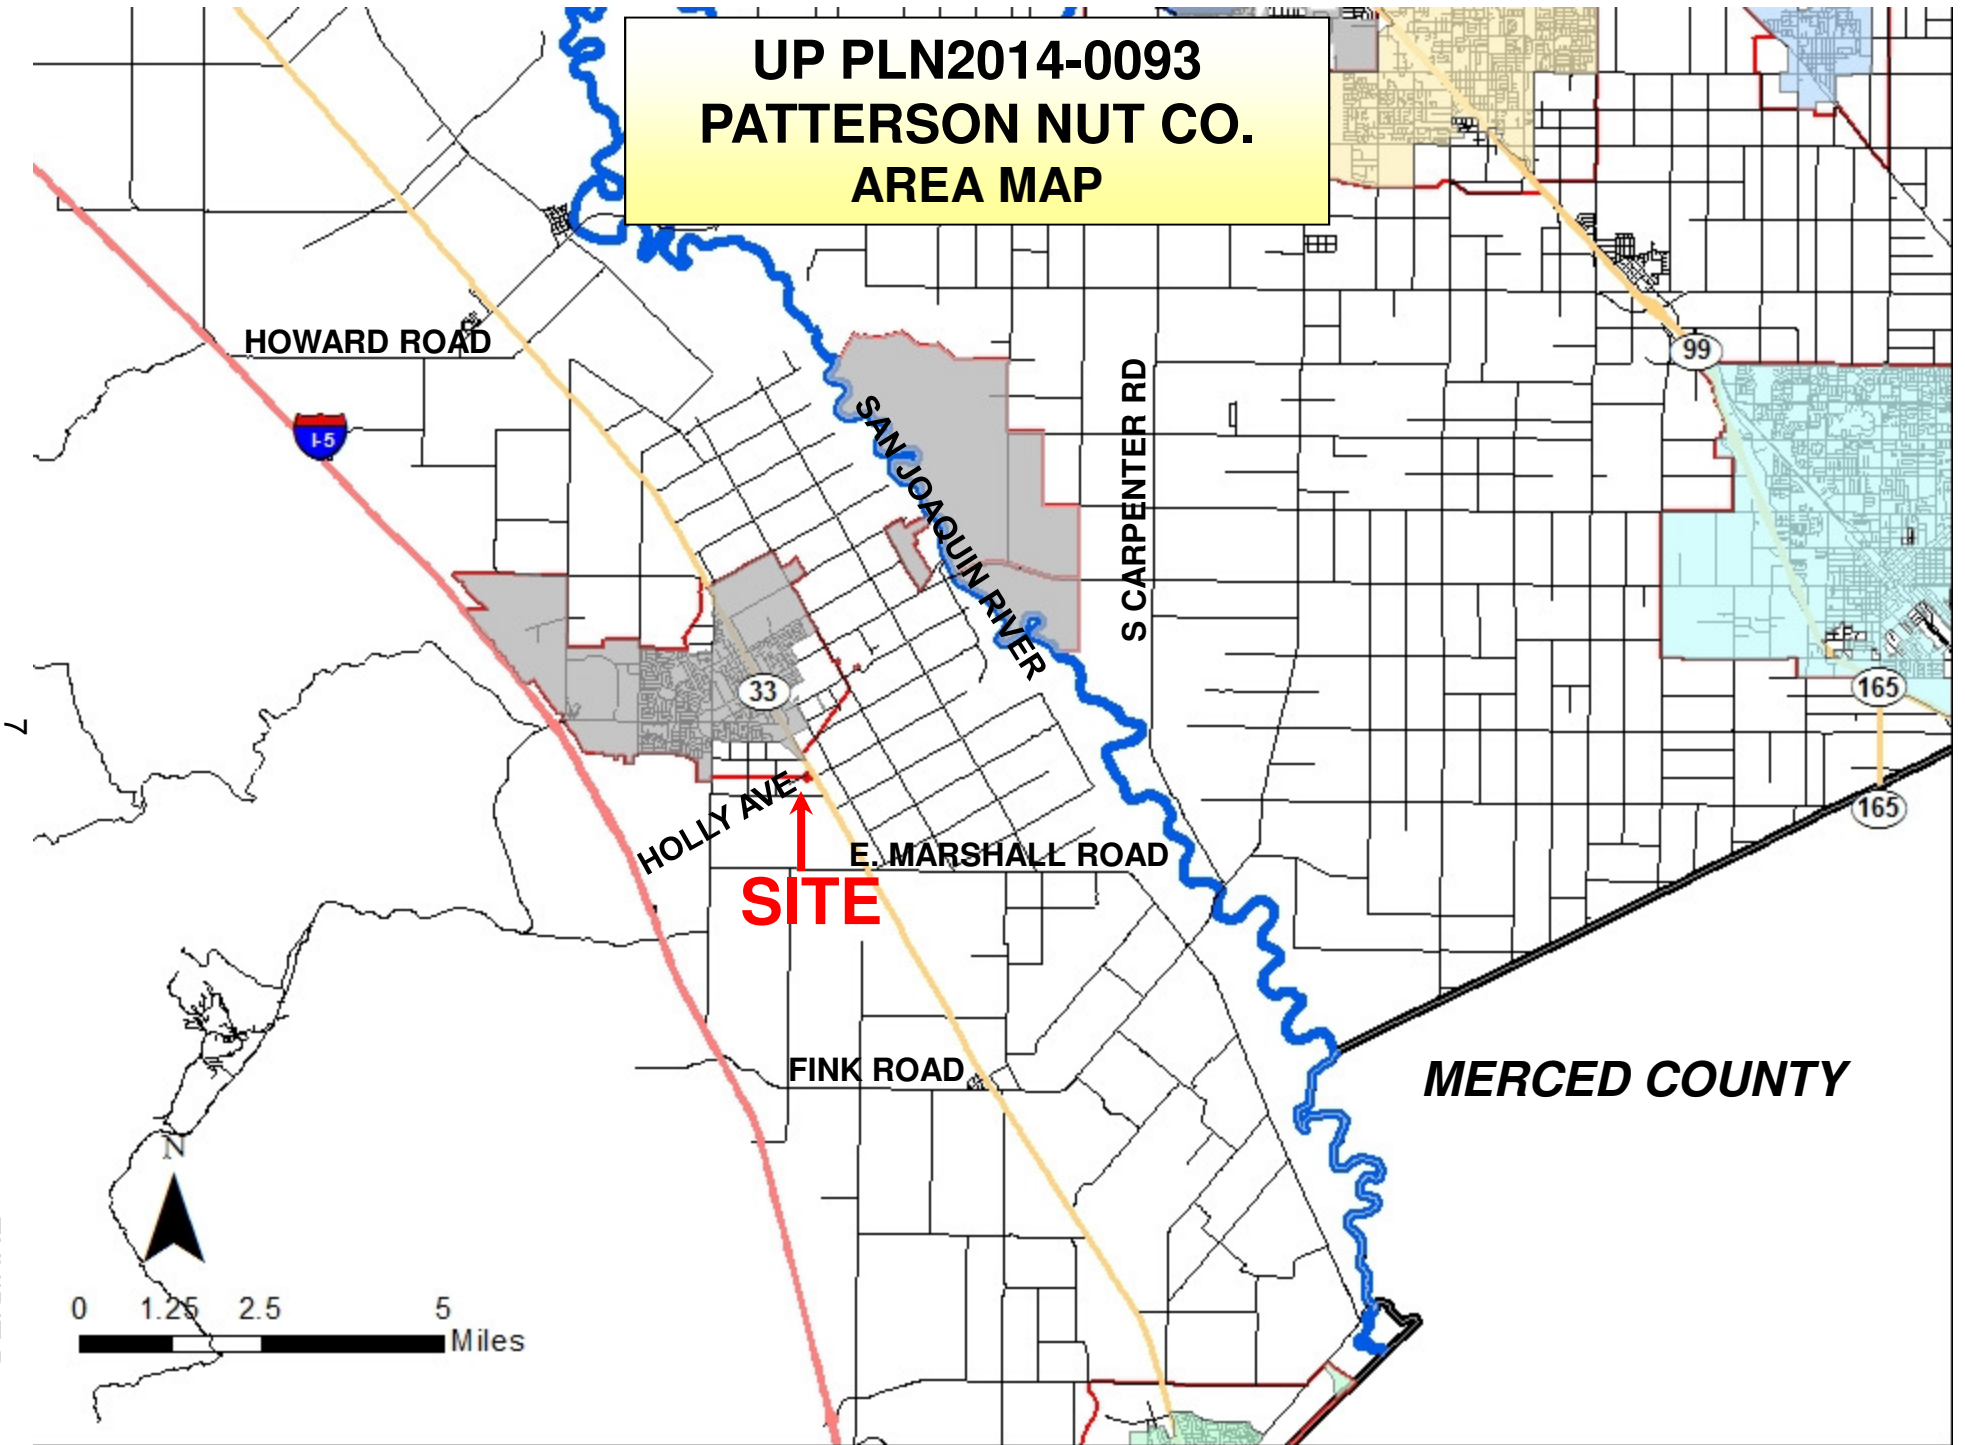 UP PLN2014-0093
PATTERSON NUT CO.
AREA MAP
HOWARD ROAD
99
S CARPENTER RD
I-5
SAN JOAQUIN RIVER
33
165
7
HOLLY AVE
165
E. MARSHALL ROAD
SITE
FINK ROAD
MERCED COUNTY
N
0 1.25 2.5 5
Miles